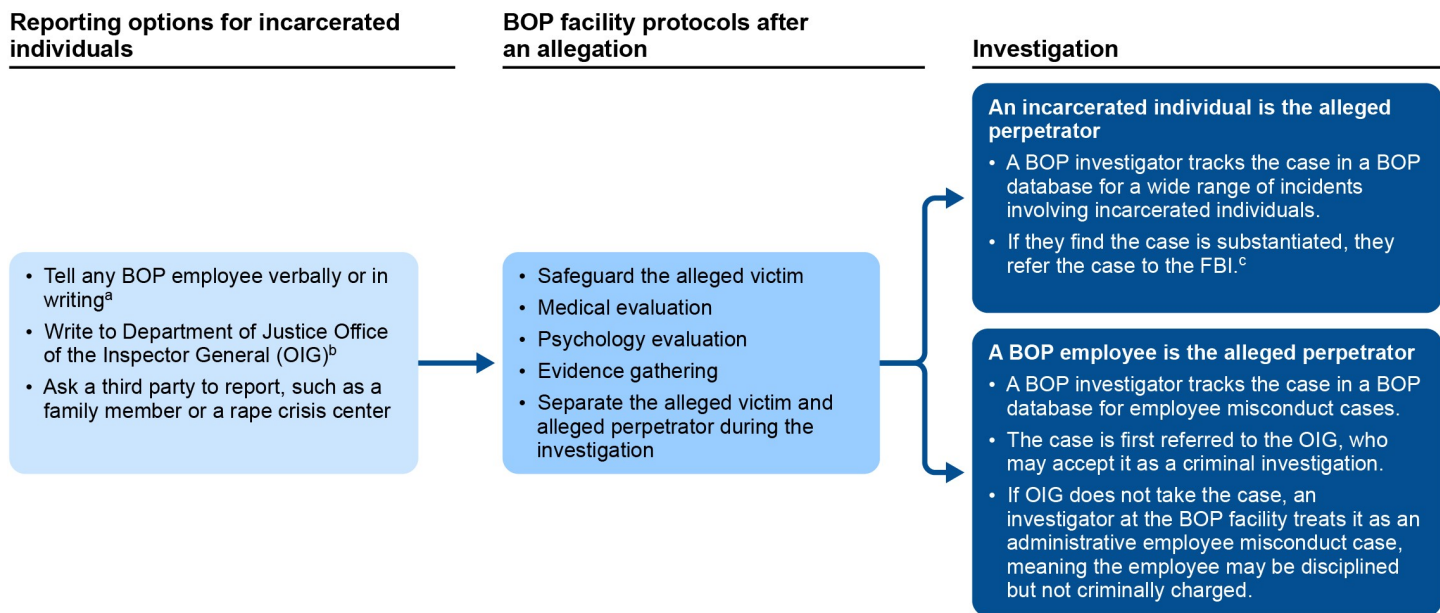 Reporting options for incarcerated
individuals
• Tell any BOP employee verbally or in
writingᵃ
• Write to Department of Justice Office
of the Inspector General (OIG)ᵇ
• Ask a third party to report, such as a
family member or a rape crisis center
BOP facility protocols after
an allegation
• Safeguard the alleged victim
• Medical evaluation
• Psychology evaluation
• Evidence gathering
• Separate the alleged victim and
alleged perpetrator during the
investigation
Investigation
An incarcerated individual is the alleged
perpetrator
• A BOP investigator tracks the case in a BOP
database for a wide range of incidents
involving incarcerated individuals.
• If they find the case is substantiated, they
refer the case to the FBI.ᶜ
A BOP employee is the alleged perpetrator
• A BOP investigator tracks the case in a BOP
database for employee misconduct cases.
• The case is first referred to the OIG, who
may accept it as a criminal investigation.
• If OIG does not take the case, an
investigator at the BOP facility treats it as an
administrative employee misconduct case,
meaning the employee may be disciplined
but not criminally charged.